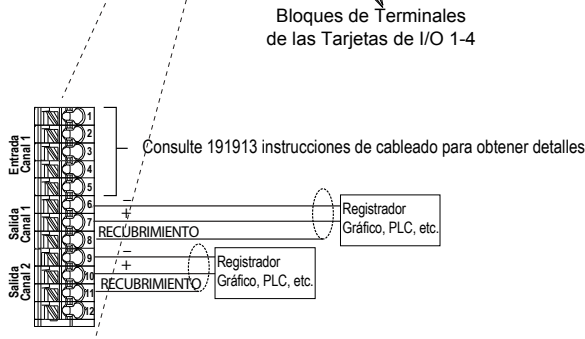 Bloques de Terminales
de las Tarjetas de I/O 1-4
Entrada
Canal 1
1
2
3
4
5
Consulte 191913 instrucciones de cableado para obtener detalles
Salida
Canal 1
6
7
8
−
+
RECUBRIMIENTO
Registrador
Gráfico, PLC, etc.
Salida
Canal 2
9
10
11
12
−
+
RECUBRIMIENTO
Registrador
Gráfico, PLC, etc.